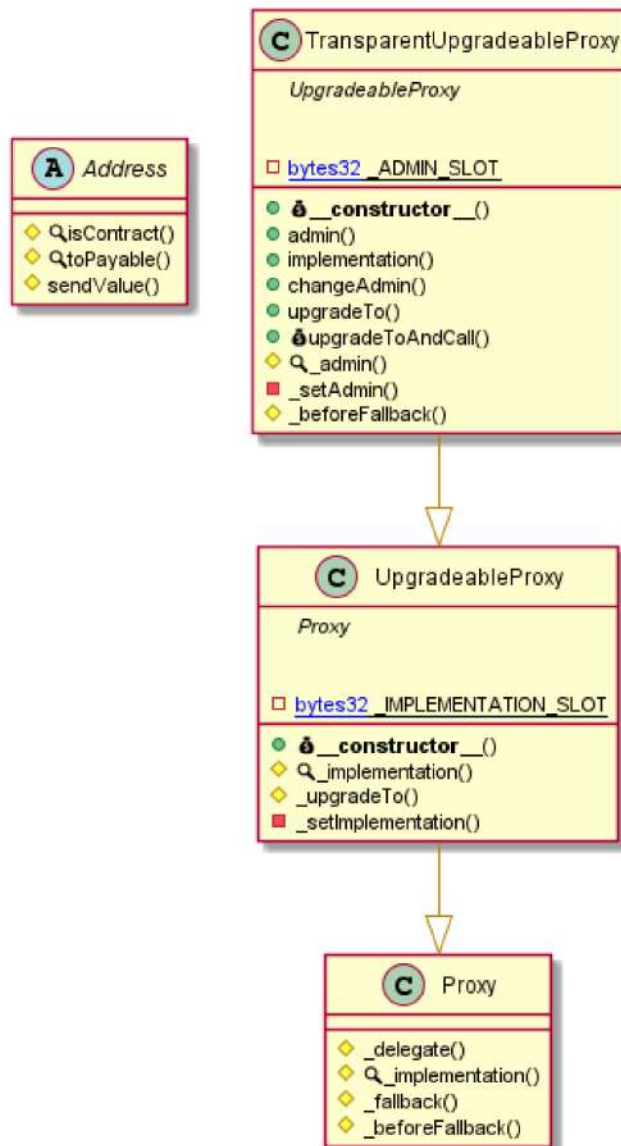 C TransparentUpgradeableProxy
UpgradeableProxy
bytes32 _ADMIN_SLOT
__constructor__()
admin()
implementation()
changeAdmin()
upgradeTo()
upgradeToAndCall()
_admin()
_setAdmin()
_beforeFallback()
A Address
isContract()
toPayable()
sendValue()
C UpgradeableProxy
Proxy
bytes32 _IMPLEMENTATION_SLOT
__constructor__()
_implementation()
_upgradeTo()
_setImplementation()
C Proxy
_delegate()
_implementation()
_fallback()
_beforeFallback()